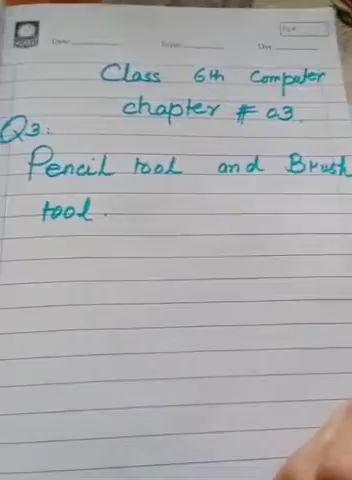 Class 6th Computer
chapter # 03.
Q3:
Pencil tool and Brush
tool.